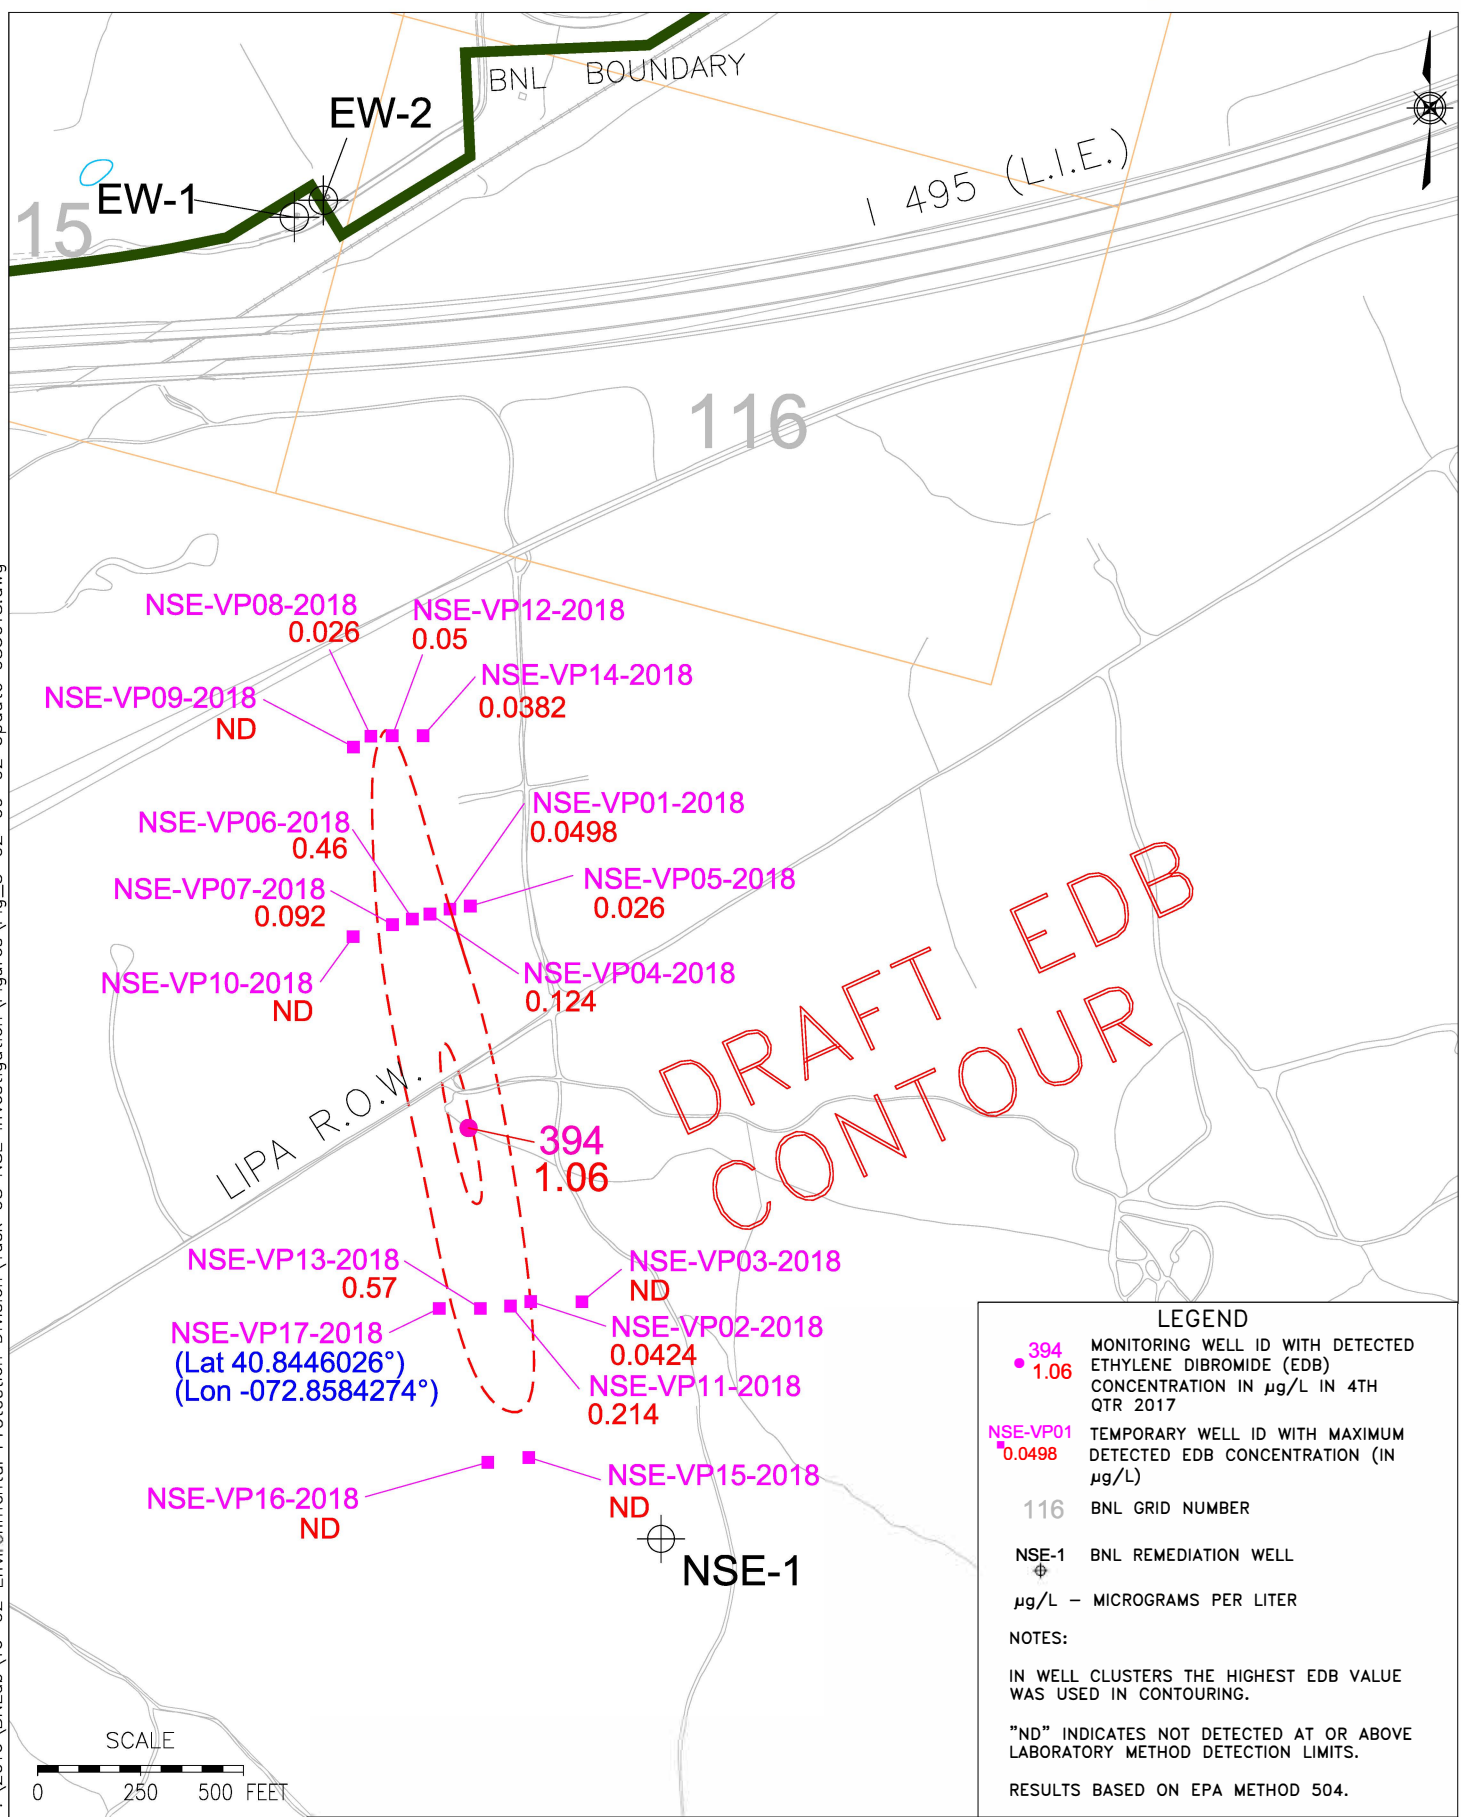 BNL BOUNDARY
EW-2
EW-1
15
I 495 (L.I.E.)
116
NSE-VP08-2018
0.026
NSE-VP12-2018
0.05
NSE-VP14-2018
0.0382
NSE-VP09-2018
ND
NSE-VP01-2018
0.0498
NSE-VP06-2018
0.46
NSE-VP05-2018
0.026
NSE-VP07-2018
0.092
NSE-VP04-2018
0.124
NSE-VP10-2018
ND
DRAFT EDB
CONTOUR
LIPA R.O.W.
394
1.06
NSE-VP13-2018
0.57
NSE-VP03-2018
ND
NSE-VP17-2018
(Lat 40.8446026°)
(Lon -072.8584274°)
NSE-VP02-2018
0.0424
NSE-VP11-2018
0.214
NSE-VP15-2018
ND
NSE-VP16-2018
ND
NSE-1
SCALE
0 250 500 FEET
LEGEND
394
1.06
MONITORING WELL ID WITH DETECTED
ETHYLENE DIBROMIDE (EDB)
CONCENTRATION IN µg/L IN 4TH
QTR 2017
NSE-VP01
0.0498
TEMPORARY WELL ID WITH MAXIMUM
DETECTED EDB CONCENTRATION (IN
µg/L)
116 BNL GRID NUMBER
NSE-1 BNL REMEDIATION WELL
µg/L – MICROGRAMS PER LITER
NOTES:
IN WELL CLUSTERS THE HIGHEST EDB VALUE
WAS USED IN CONTOURING.
"ND" INDICATES NOT DETECTED AT OR ABOVE
LABORATORY METHOD DETECTION LIMITS.
RESULTS BASED ON EPA METHOD 504.